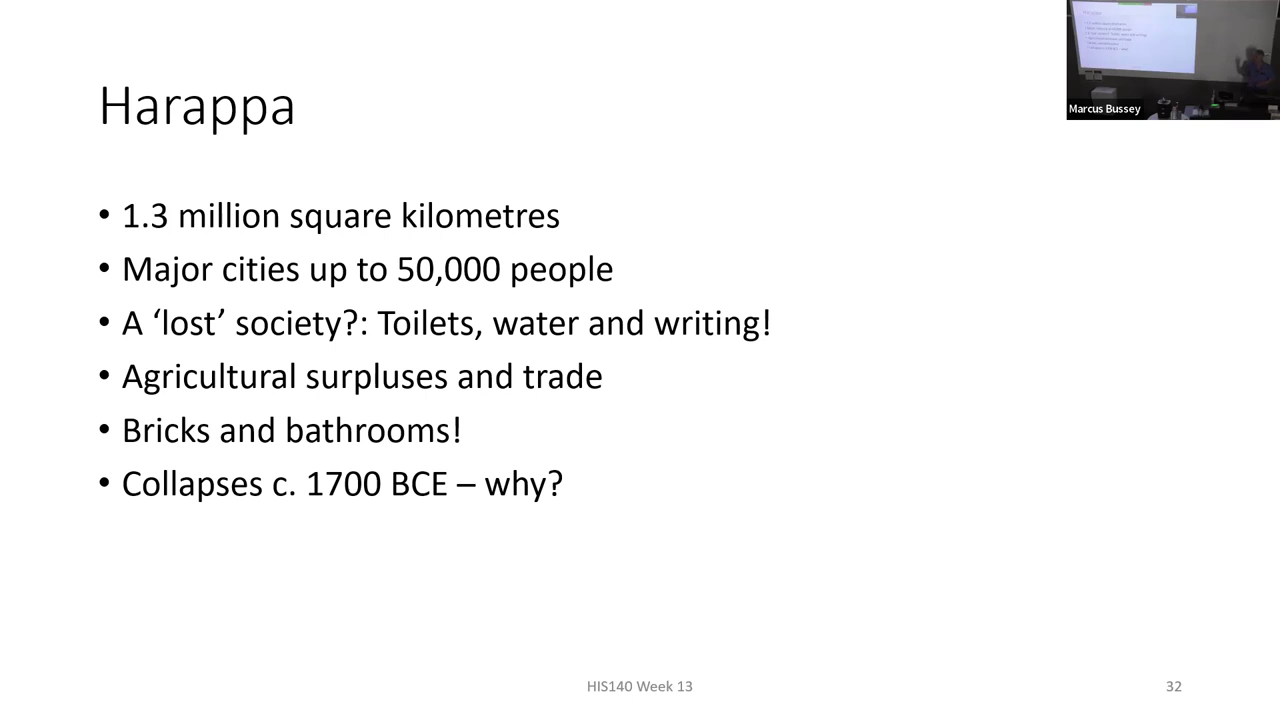 Harappa
• 1.3 million square kilometres
• Major cities up to 50,000 people
• A ‘lost’ society?: Toilets, water and writing!
• Agricultural surpluses and trade
• Bricks and bathrooms!
• Collapses c. 1700 BCE – why?
Marcus Bussey
HIS140 Week 13
32